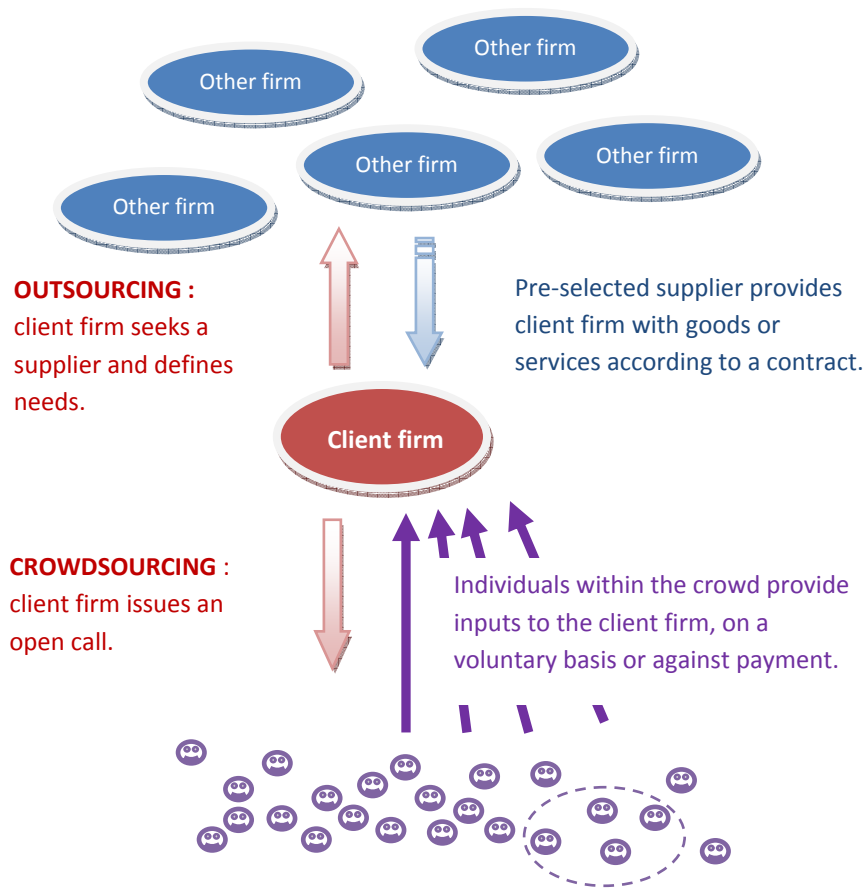 Other firm
Other firm
Other firm
Other firm
Other firm
OUTSOURCING :
client firm seeks a
supplier and defines
needs.
Pre-selected supplier provides
client firm with goods or
services according to a contract.
Client firm
CROWDSOURCING :
client firm issues an
open call.
Individuals within the crowd provide
inputs to the client firm, on a
voluntary basis or against payment.